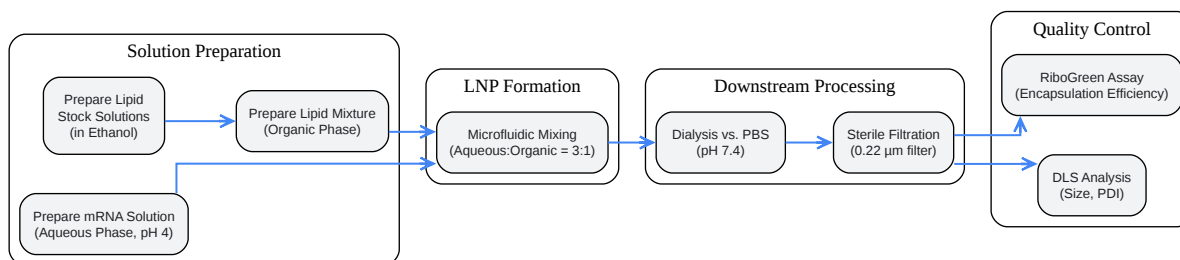 Solution Preparation
Prepare Lipid
Stock Solutions
(in Ethanol)
Prepare Lipid Mixture
(Organic Phase)
Prepare mRNA Solution
(Aqueous Phase, pH 4)
LNP Formation
Microfluidic Mixing
(Aqueous:Organic = 3:1)
Downstream Processing
Dialysis vs. PBS
(pH 7.4)
Sterile Filtration
(0.22 µm filter)
Quality Control
RiboGreen Assay
(Encapsulation Efficiency)
DLS Analysis
(Size, PDI)